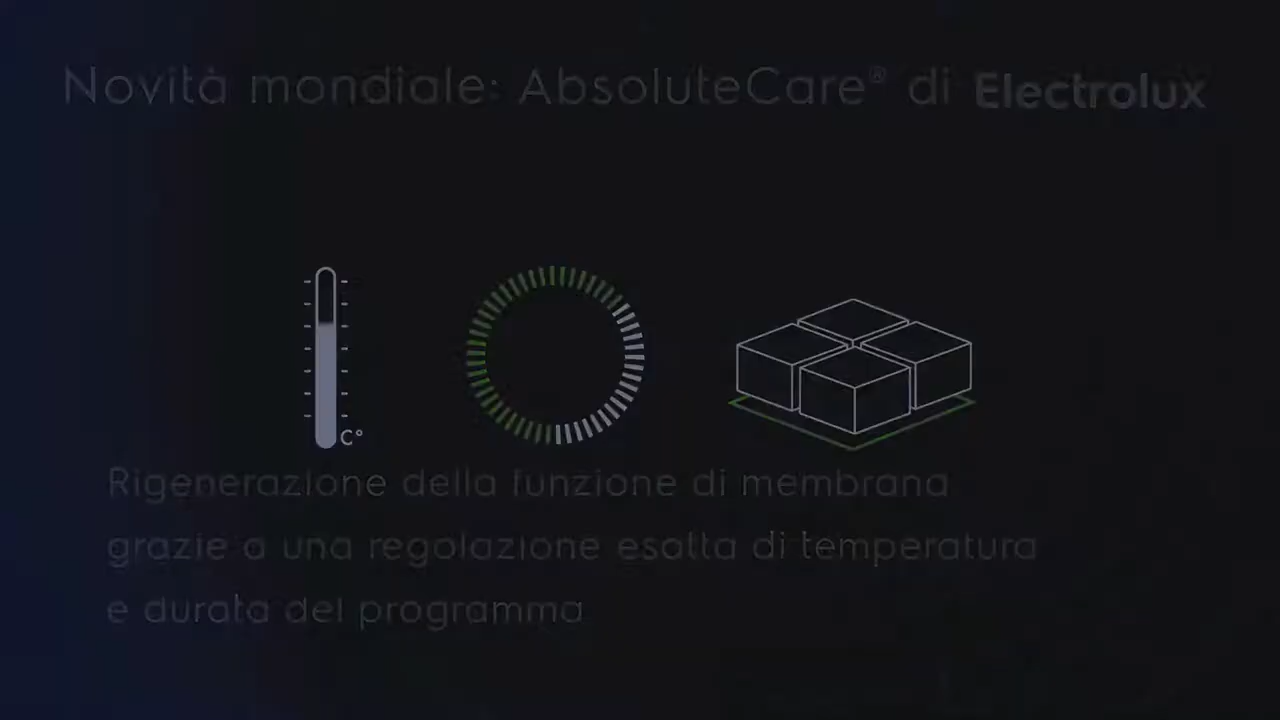 Novità mondiale: AbsoluteCare® di Electrolux
C°
Rigenerazione della funzione di membrana
grazie a una regolazione esatta di temperatura
e durata del programma